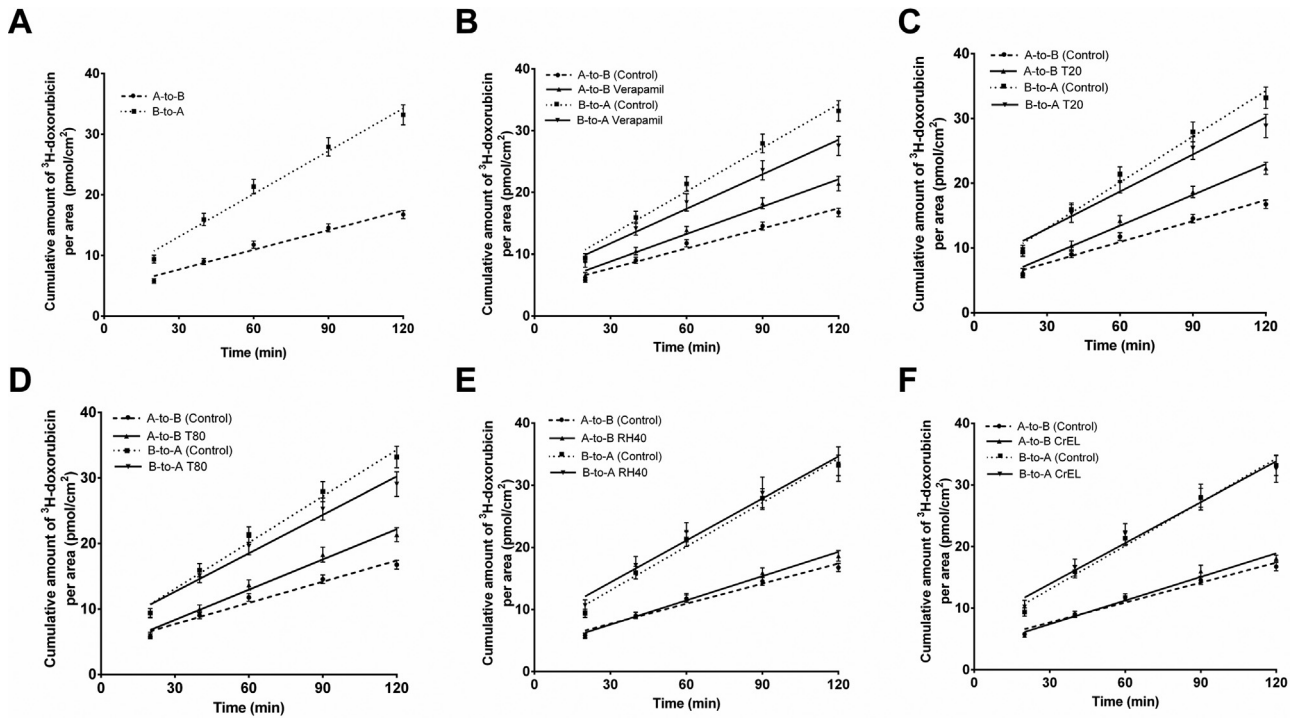 A
Cumulative amount of ³H-doxorubicin
per area (pmol/cm²)
A-to-B
B-to-A
40
30
20
10
0
0 30 60 90 120
Time (min)
B
Cumulative amount of ³H-doxorubicin
per area (pmol/cm²)
A-to-B (Control)
A-to-B Verapamil
B-to-A (Control)
B-to-A Verapamil
40
30
20
10
0
0 30 60 90 120
Time (min)
C
Cumulative amount of ³H-doxorubicin
per area (pmol/cm²)
A-to-B (Control)
A-to-B T20
B-to-A (Control)
B-to-A T20
40
30
20
10
0
0 30 60 90 120
Time (min)
D
Cumulative amount of ³H-doxorubicin
per area (pmol/cm²)
A-to-B (Control)
A-to-B T80
B-to-A (Control)
B-to-A T80
40
30
20
10
0
0 30 60 90 120
Time (min)
E
Cumulative amount of ³H-doxorubicin
per area (pmol/cm²)
A-to-B (Control)
A-to-B RH40
B-to-A (Control)
B-to-A RH40
40
30
20
10
0
0 30 60 90 120
Time (min)
F
Cumulative amount of ³H-doxorubicin
per area (pmol/cm²)
A-to-B (Control)
A-to-B CrEL
B-to-A (Control)
B-to-A CrEL
40
30
20
10
0
0 30 60 90 120
Time (min)